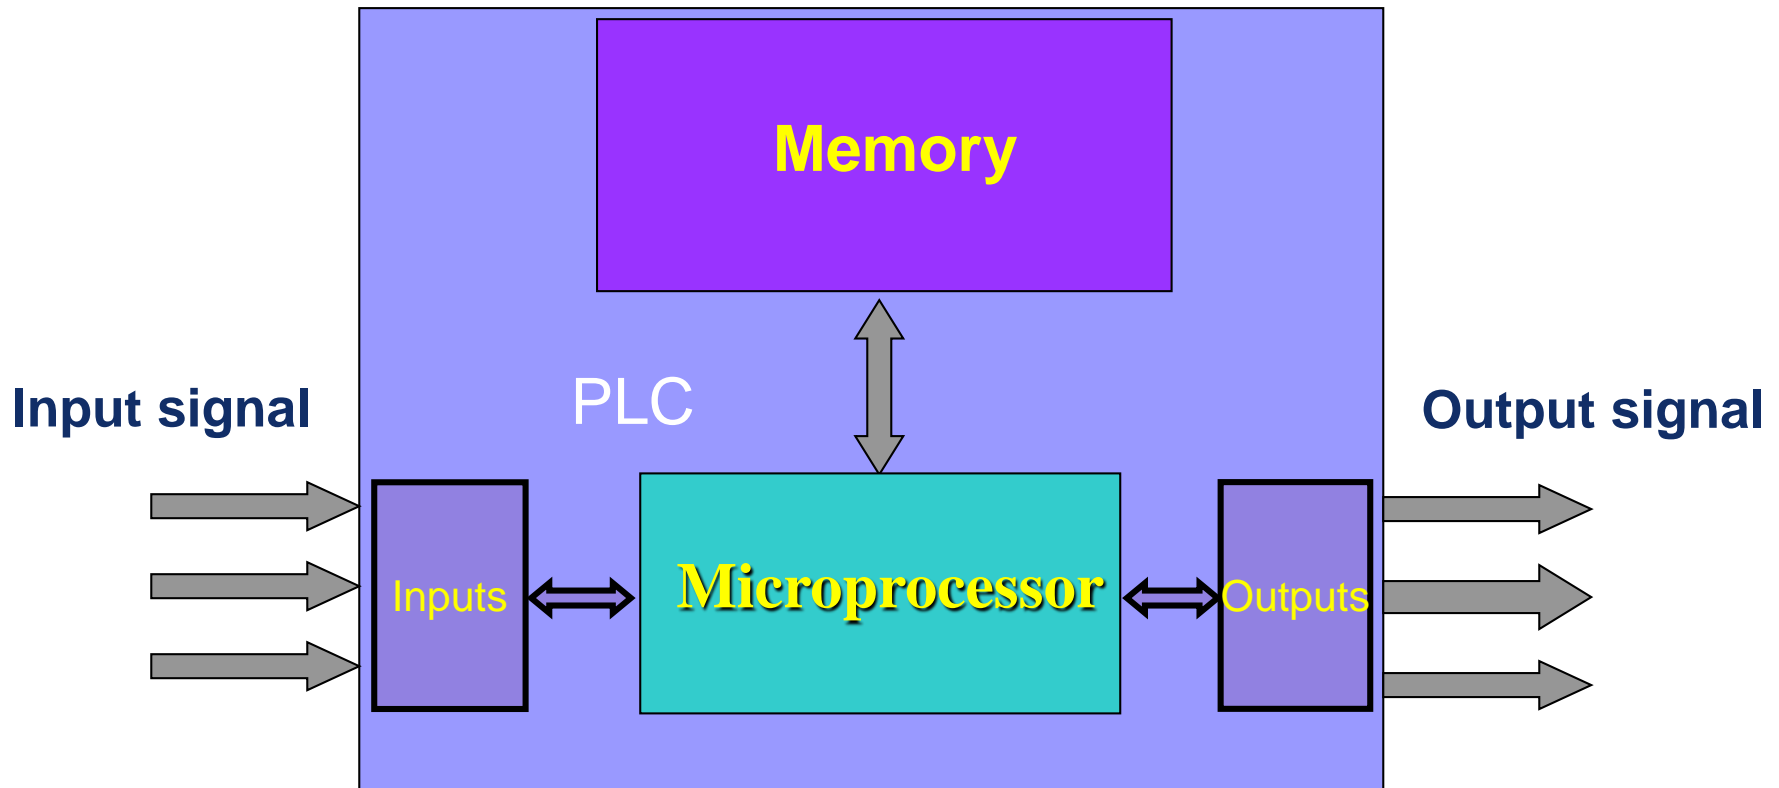 Memory
PLC
Input signal
Output signal
Inputs
Microprocessor
Outputs